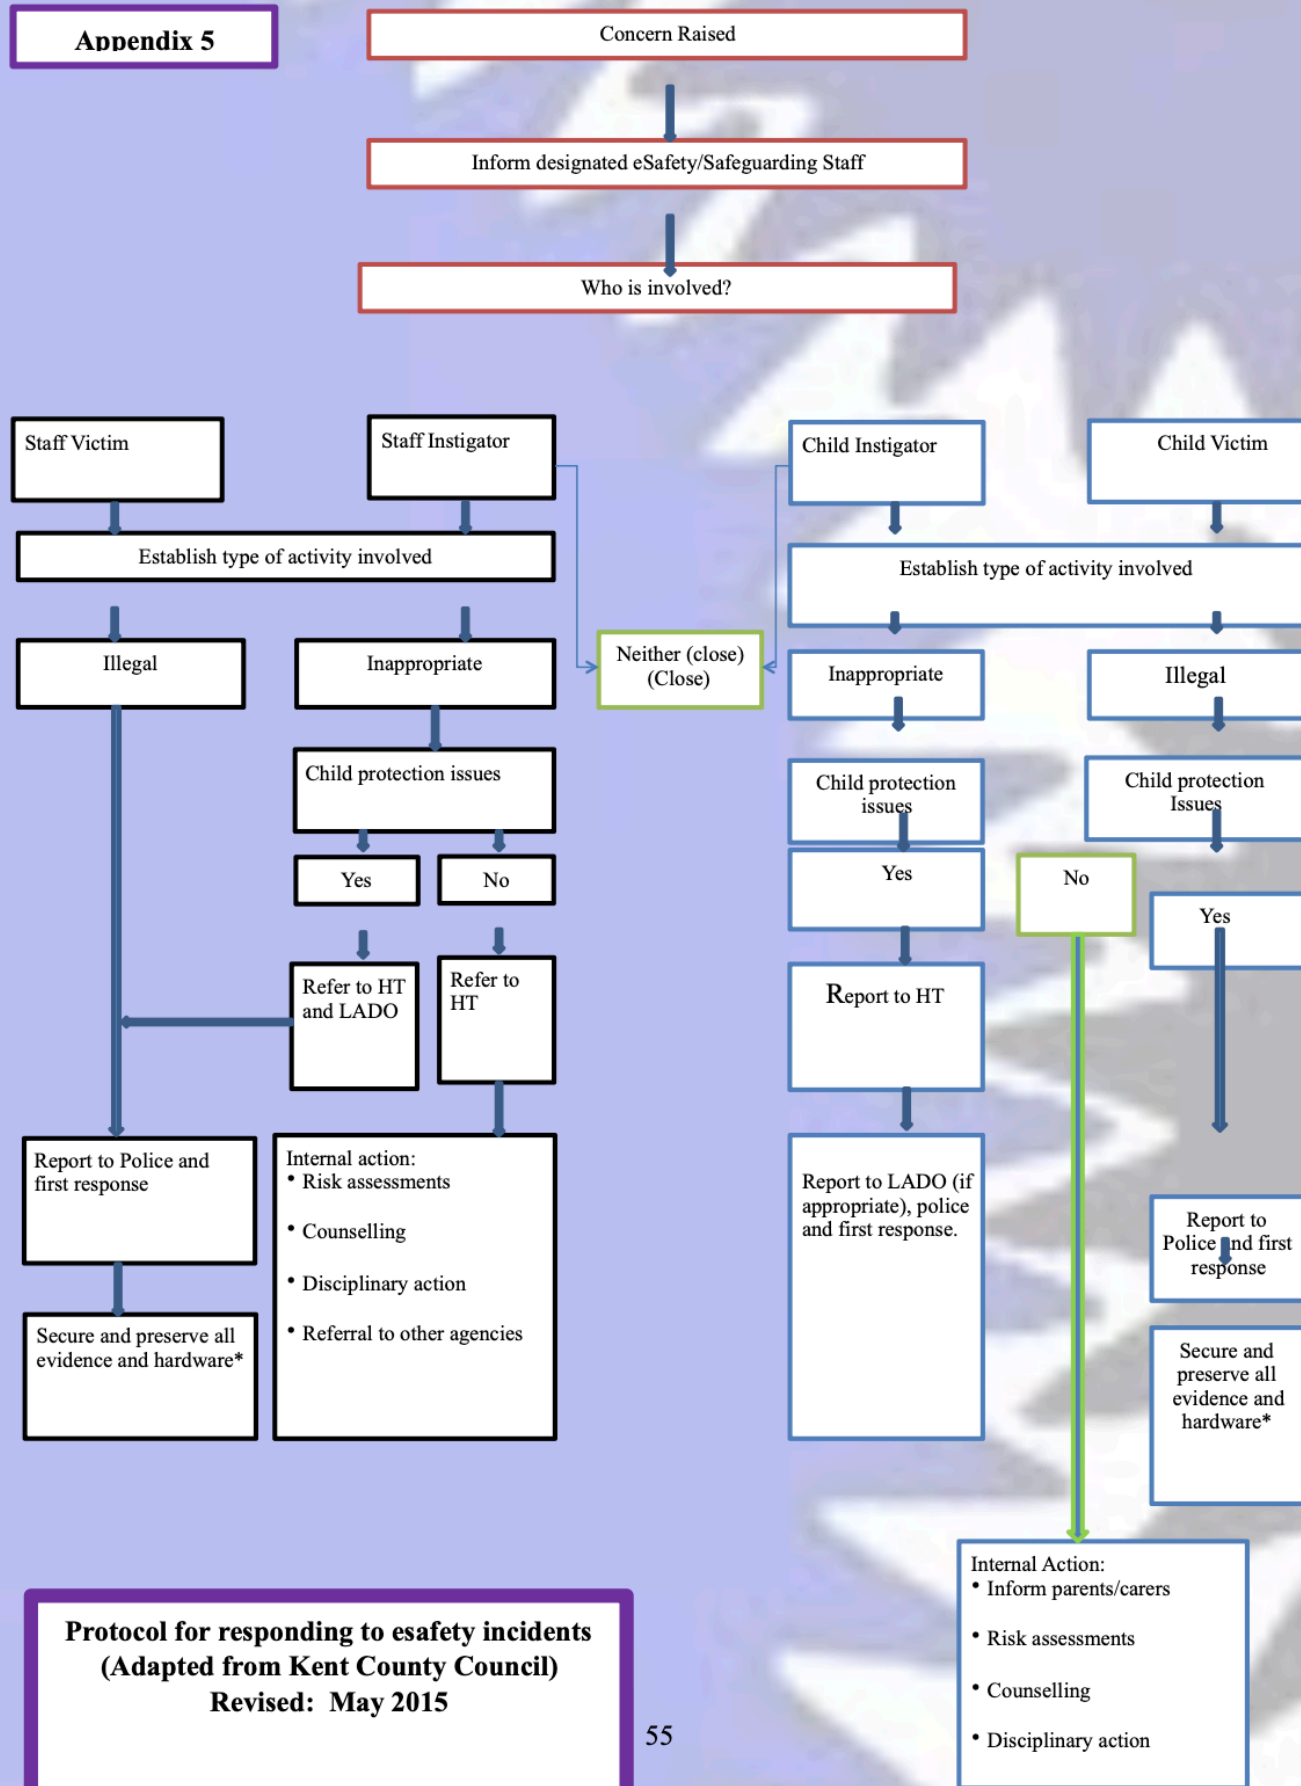 Appendix 5
Concern Raised
Inform designated eSafety/Safeguarding Staff
Who is involved?
Staff Victim
Staff Instigator
Child Instigator
Child Victim
Establish type of activity involved
Establish type of activity involved
Illegal
Inappropriate
Neither (close)
(Close)
Inappropriate
Illegal
Child protection issues
Child protection
issues
Child protection
Issues
Yes
No
Yes
No
Yes
Refer to HT
and LADO
Refer to
HT
Report to HT
Report to Police and
first response
Internal action:
• Risk assessments
• Counselling
• Disciplinary action
• Referral to other agencies
Report to LADO (if
appropriate), police
and first response.
Report to
Police and first
response
Secure and preserve all
evidence and hardware*
Secure and
preserve all
evidence and
hardware*
Internal Action:
• Inform parents/carers
• Risk assessments
• Counselling
• Disciplinary action
Protocol for responding to esafety incidents
(Adapted from Kent County Council)
Revised: May 2015
55